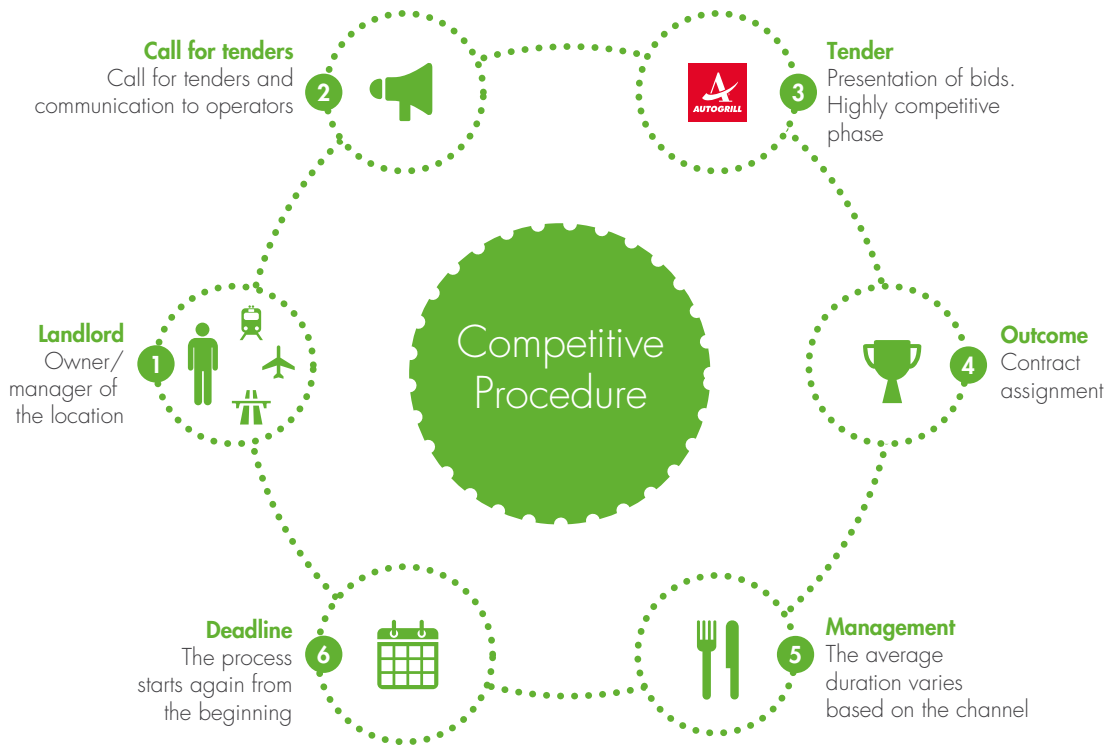 Call for tenders
Call for tenders and
communication to operators
2
AUTOGRILL
3
Tender
Presentation of bids.
Highly competitive
phase
Landlord
Owner/
manager of
the location
1
Competitive
Procedure
4
Outcome
Contract
assignment
Deadline
The process
starts again from
the beginning
6
5
Management
The average
duration varies
based on the channel